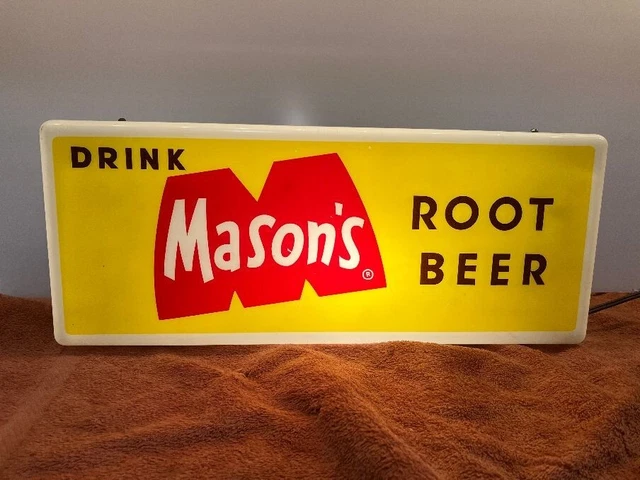 DRINK
Mason's
®
ROOT
BEER